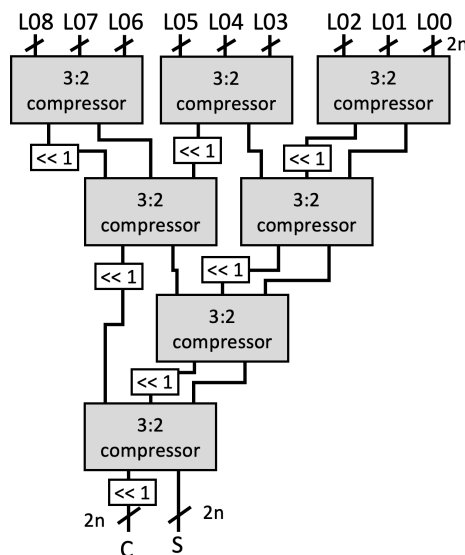 L08 L07 L06 L05 L04 L03 L02 L01 L00
2n
3:2 compressor
3:2 compressor
3:2 compressor
<< 1
<< 1
<< 1
3:2 compressor
3:2 compressor
<< 1
<< 1
3:2 compressor
<< 1
3:2 compressor
<< 1
2n
2n
C S